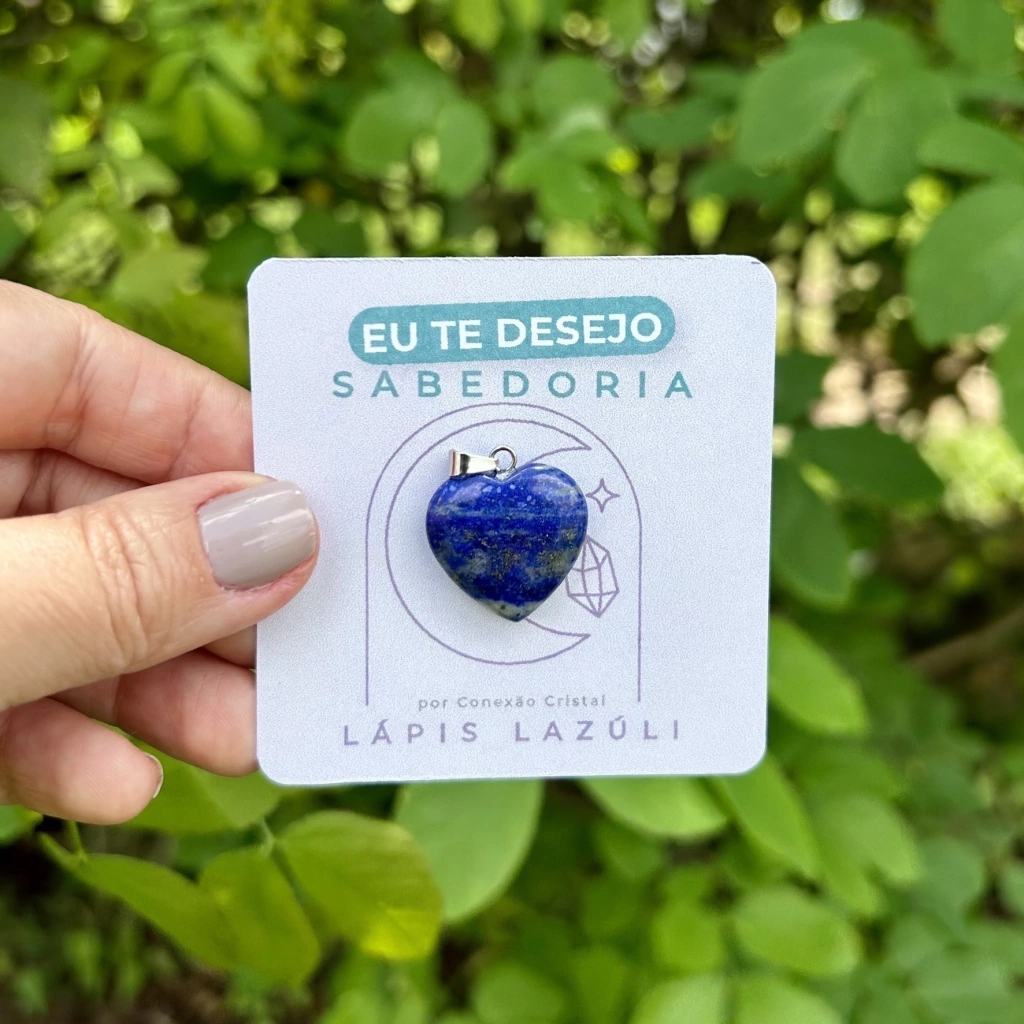 EU TE DESEJO
SABEDORIA
por Conexão Cristal
LÁPIS LAZÚLI